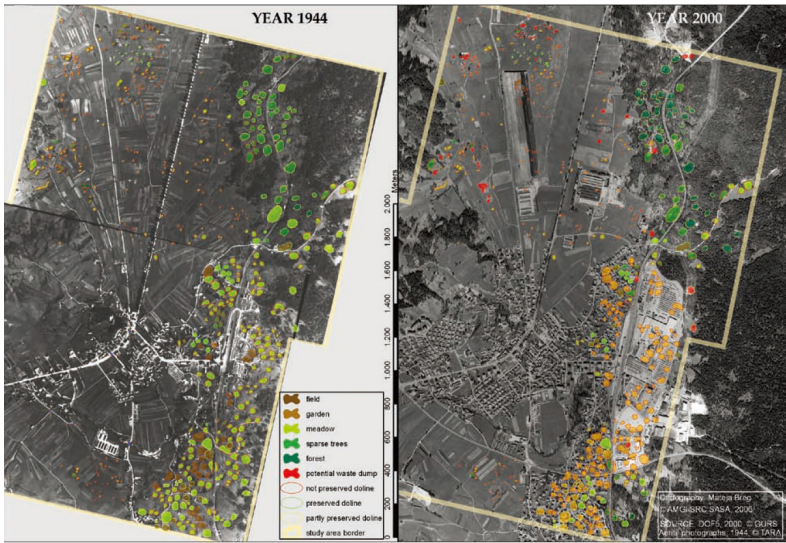 YEAR 1944
YEAR 2000
Meters
2.000
1.800
1.600
1.400
1.200
1.000
800
600
400
200
0
field
garden
meadow
sparse trees
forest
potential waste dump
not preserved doline
preserved doline
partly preserved doline
study area border
Cartography: Mateja Breg
©AMGI-SRC SASA, 2006
SOURCE: DOF5, 2000, © GURS
Aerial photographs, 1944, © TARA